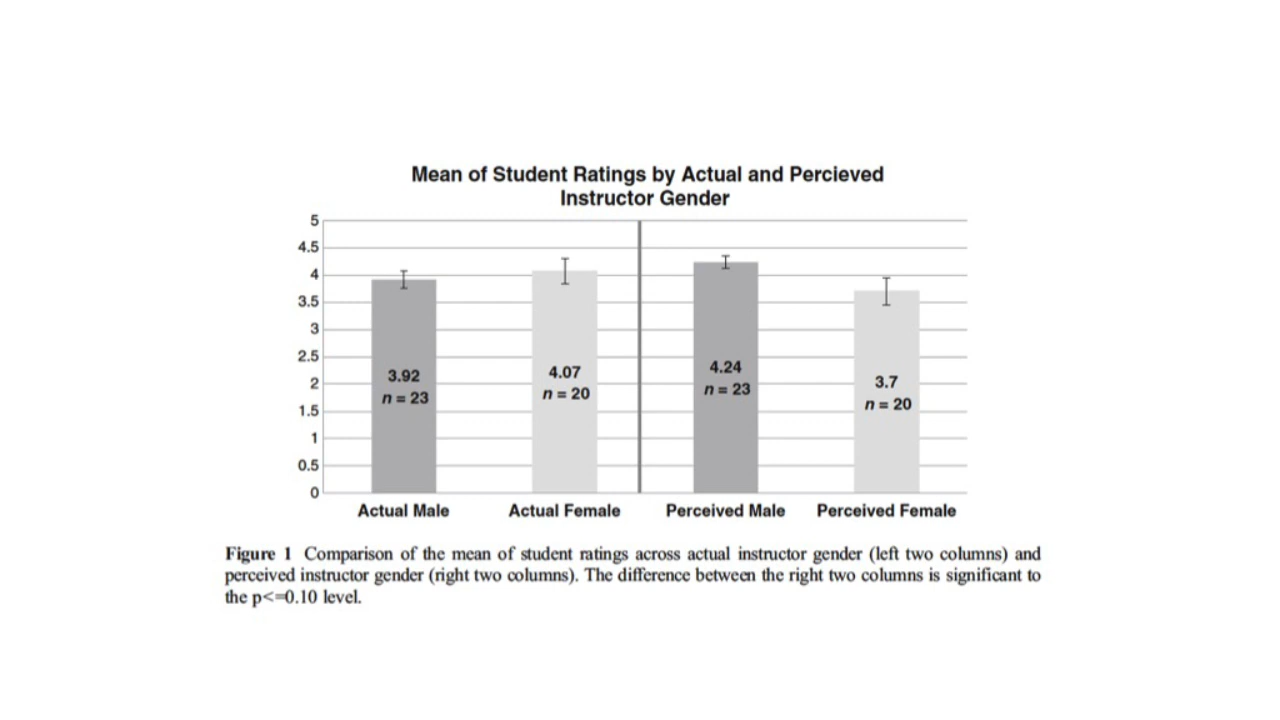 Mean of Student Ratings by Actual and Percieved
Instructor Gender
5
4.5
4
3.5
3
2.5
2
1.5
1
0.5
0
3.92
n = 23
4.07
n = 20
4.24
n = 23
3.7
n = 20
Actual Male
Actual Female
Perceived Male
Perceived Female
Figure 1 Comparison of the mean of student ratings across actual instructor gender (left two columns) and
perceived instructor gender (right two columns). The difference between the right two columns is significant to
the p<=0.10 level.